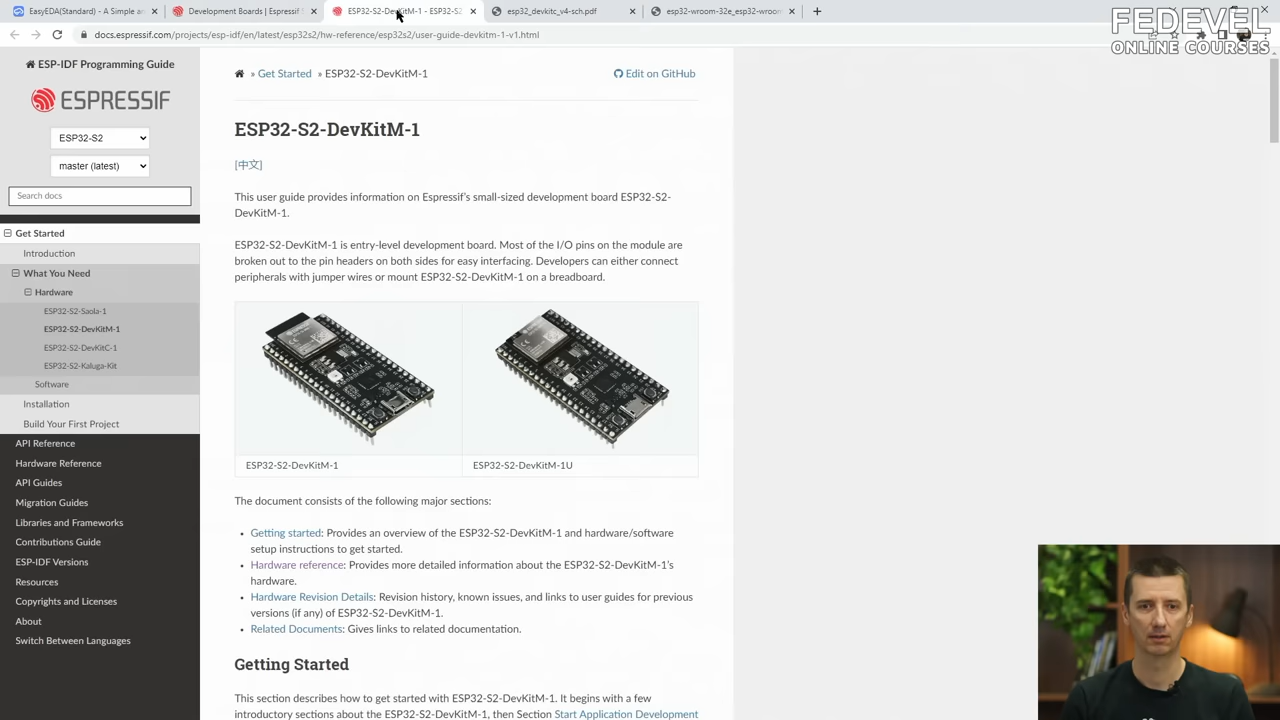 EasyEDA(Standard) - A Simple an
Development Boards | Espressif S
ESP32-S2-DevKitM-1 - ESP32-S2
esp32_devkitc_v4-sch.pdf
esp32-wroom-32e_esp32-wroom
docs.espressif.com/projects/esp-idf/en/latest/esp32s2/hw-reference/esp32s2/user-guide-devkitm-1-v1.html
FEDEVEL
ONLINE COURSES
ESP-IDF Programming Guide
ESPRESSIF
ESP32-S2
master (latest)
Search docs
Get Started
Introduction
What You Need
Hardware
ESP32-S2-Saola-1
ESP32-S2-DevKitM-1
ESP32-S2-DevKitC-1
ESP32-S2-Kaluga-Kit
Software
Installation
Build Your First Project
API Reference
Hardware Reference
API Guides
Migration Guides
Libraries and Frameworks
Contributions Guide
ESP-IDF Versions
Resources
Copyrights and Licenses
About
Switch Between Languages
» Get Started » ESP32-S2-DevKitM-1
Edit on GitHub
ESP32-S2-DevKitM-1
[中文]
This user guide provides information on Espressif's small-sized development board ESP32-S2-
DevKitM-1.
ESP32-S2-DevKitM-1 is entry-level development board. Most of the I/O pins on the module are
broken out to the pin headers on both sides for easy interfacing. Developers can either connect
peripherals with jumper wires or mount ESP32-S2-DevKitM-1 on a breadboard.
ESP32-S2-DevKitM-1
ESP32-S2-DevKitM-1U
The document consists of the following major sections:
• Getting started: Provides an overview of the ESP32-S2-DevKitM-1 and hardware/software
setup instructions to get started.
• Hardware reference: Provides more detailed information about the ESP32-S2-DevKitM-1's
hardware.
• Hardware Revision Details: Revision history, known issues, and links to user guides for previous
versions (if any) of ESP32-S2-DevKitM-1.
• Related Documents: Gives links to related documentation.
Getting Started
This section describes how to get started with ESP32-S2-DevKitM-1. It begins with a few
introductory sections about the ESP32-S2-DevKitM-1, then Section Start Application Development